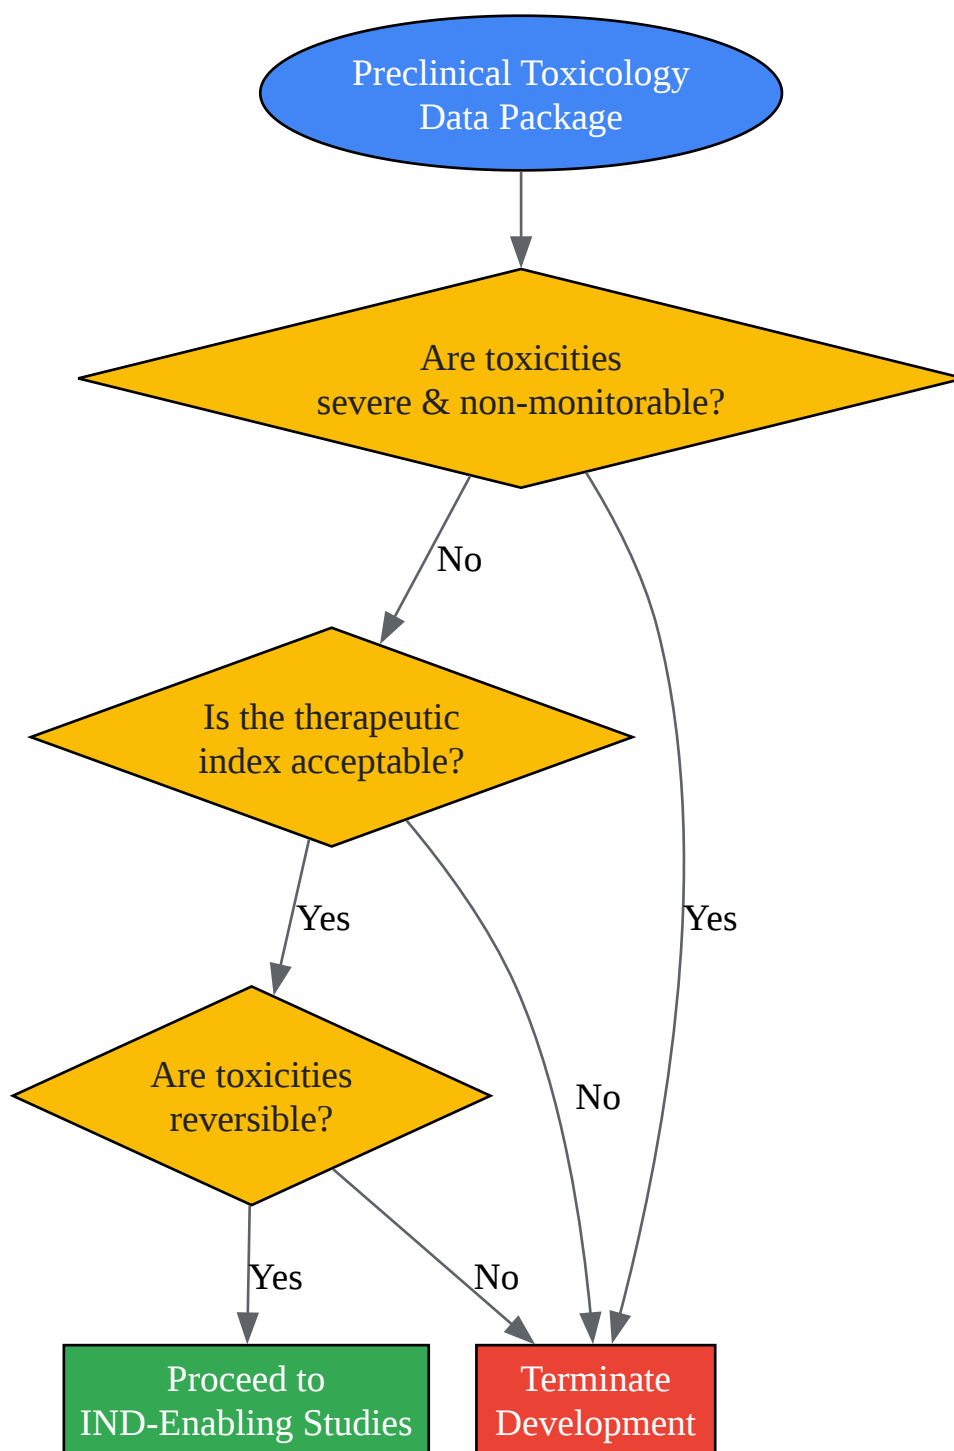 Preclinical Toxicology
Data Package
Are toxicities
severe & non-monitorable?
No
Is the therapeutic
index acceptable?
Yes
Yes
Are toxicities
reversible?
No
Yes
No
Proceed to
IND-Enabling Studies
Terminate
Development